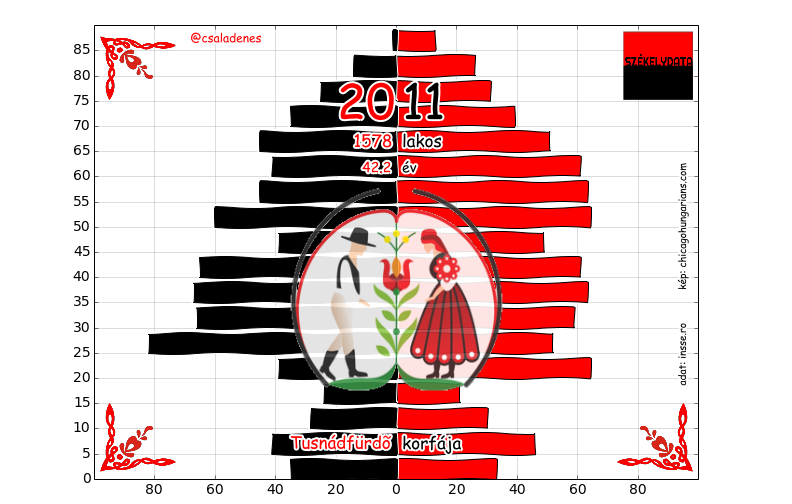 @csaladenes
SZÉKELYDATA
2011
1578 lakos
42.2 év
kép: chicagohungarians.com
adat: insse.ro
Tusnádfürdő korfája
85
80
75
70
65
60
55
50
45
40
35
30
25
20
15
10
5
0
80 60 40 20 0 20 40 60 80